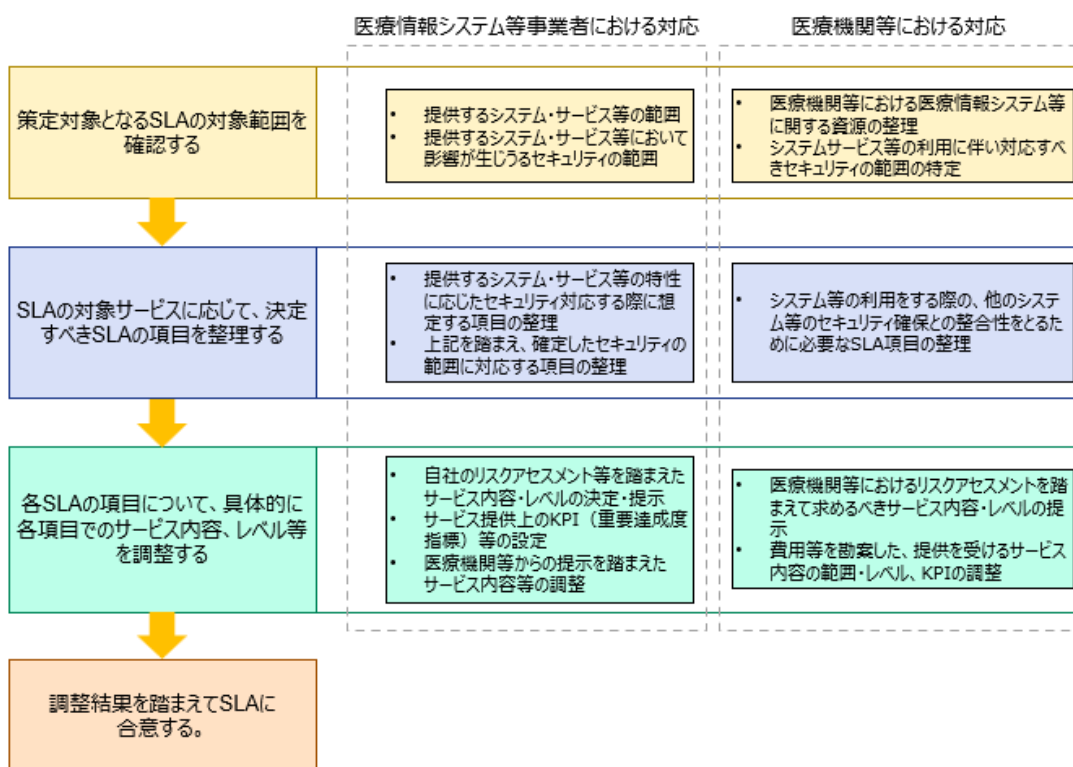 医療情報システム等事業者における対応
医療機関等における対応
策定対象となるSLAの対象範囲を
確認する
• 提供するシステム・サービス等の範囲
• 提供するシステム・サービス等において
影響が生じうるセキュリティの範囲
• 医療機関等における医療情報システム等
に関する資源の整理
• システムサービス等の利用に伴い対応すべ
きセキュリティの範囲の特定
SLAの対象サービスに応じて、決定
すべきSLAの項目を整理する
• 提供するシステム・サービス等の特性
に応じたセキュリティ対応する際に想
定する項目の整理
• 上記を踏まえ、確定したセキュリティの
範囲に対応する項目の整理
• システム等の利用をする際の、他のシステ
ム等のセキュリティ確保との整合性をとるた
めに必要なSLA項目の整理
各SLAの項目について、具体的に
各項目でのサービス内容、レベル等
を調整する
• 自社のリスクアセスメント等を踏まえた
サービス内容・レベルの決定・提示
• サービス提供上のKPI（重要達成度
指標）等の設定
• 医療機関等からの提示を踏まえた
サービス内容等の調整
• 医療機関等におけるリスクアセスメントを踏
まえて求めるべきサービス内容・レベルの提
示
• 費用等を勘案した、提供を受けるサービス
内容の範囲・レベル、KPIの調整
調整結果を踏まえてSLAに
合意する。